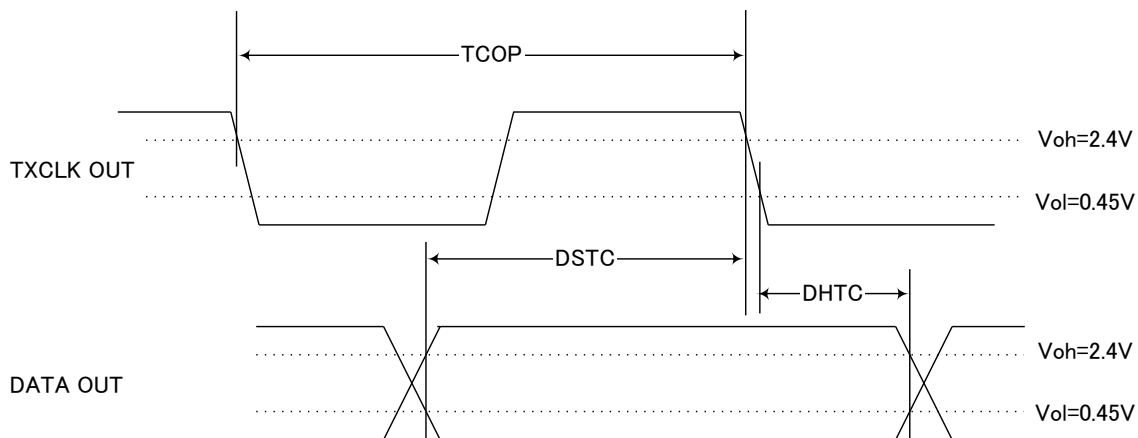 TCOP
Voh=2.4V
TXCLK OUT
Vol=0.45V
DSTC
DHTC
Voh=2.4V
DATA OUT
Vol=0.45V